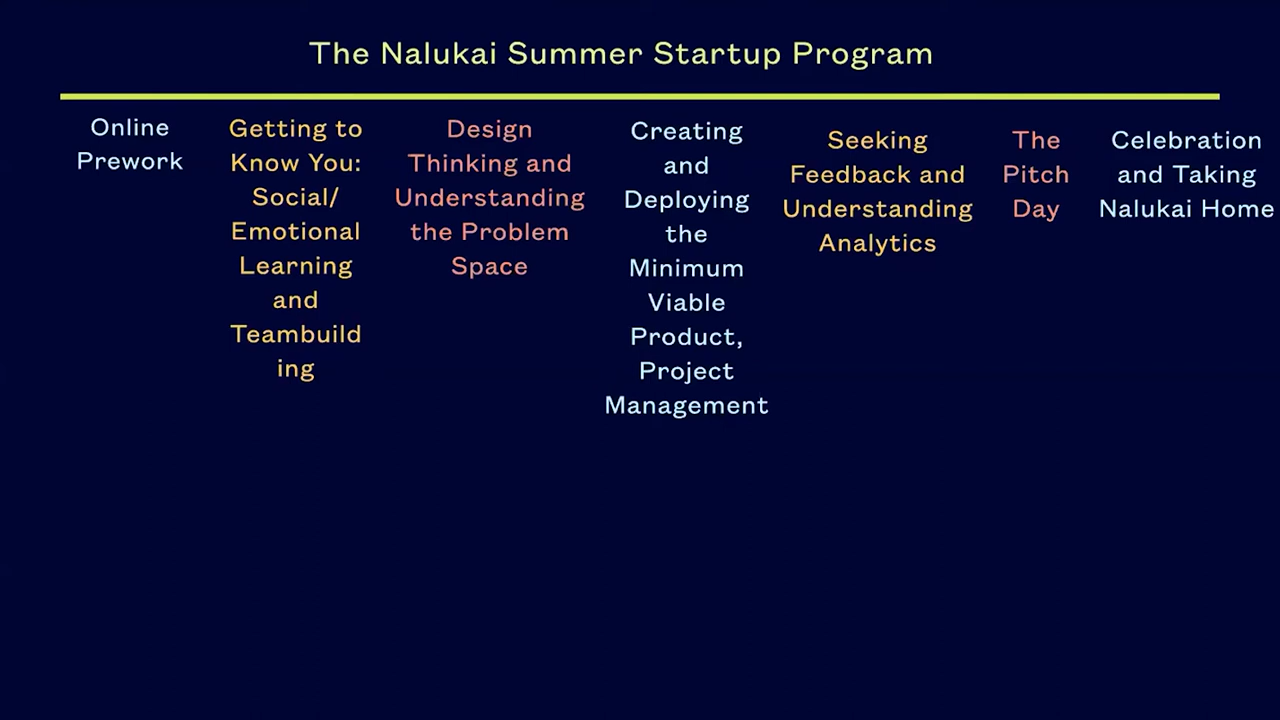 The Nalukai Summer Startup Program
Online
Prework
Getting to
Know You:
Social/
Emotional
Learning
and
Teambuild
ing
Design
Thinking and
Understanding
the Problem
Space
Creating
and
Deploying
the
Minimum
Viable
Product,
Project
Management
Seeking
Feedback and
Understanding
Analytics
The
Pitch
Day
Celebration
and Taking
Nalukai Home